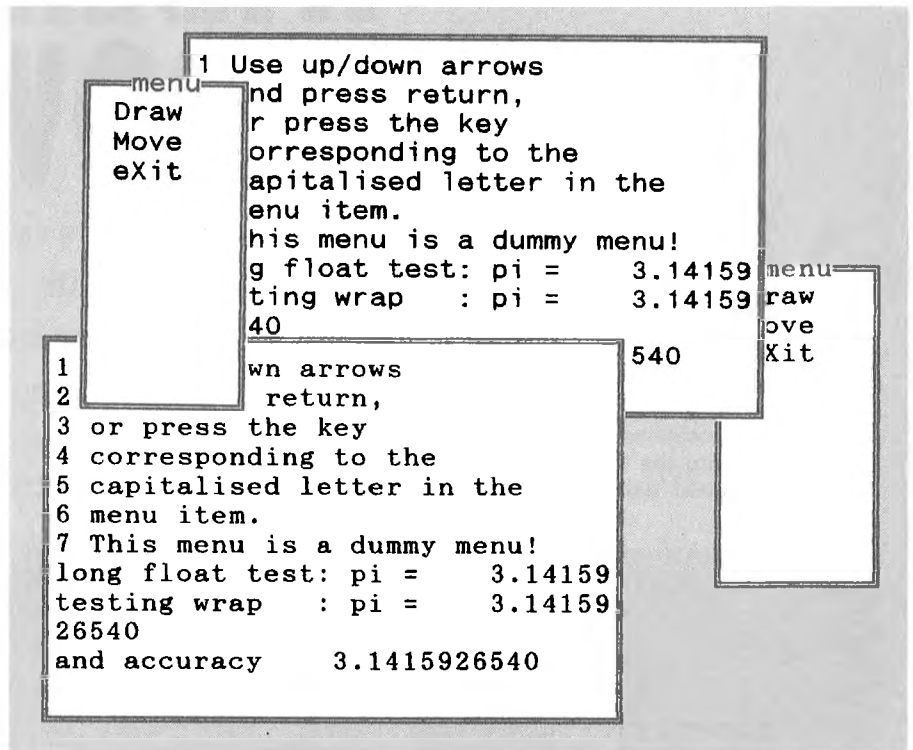 1 Use up/down arrows
nd press return,
r press the key
orresponding to the
apitalised letter in the
enu item.
his menu is a dummy menu!
g float test: pi = 3.14159
ting wrap : pi = 3.14159
40
540
menu
Draw
Move
eXit
menu
raw
ove
Xit
1 wn arrows
2 return,
3 or press the key
4 corresponding to the
5 capitalised letter in the
6 menu item.
7 This menu is a dummy menu!
long float test: pi = 3.14159
testing wrap : pi = 3.14159
26540
and accuracy 3.1415926540